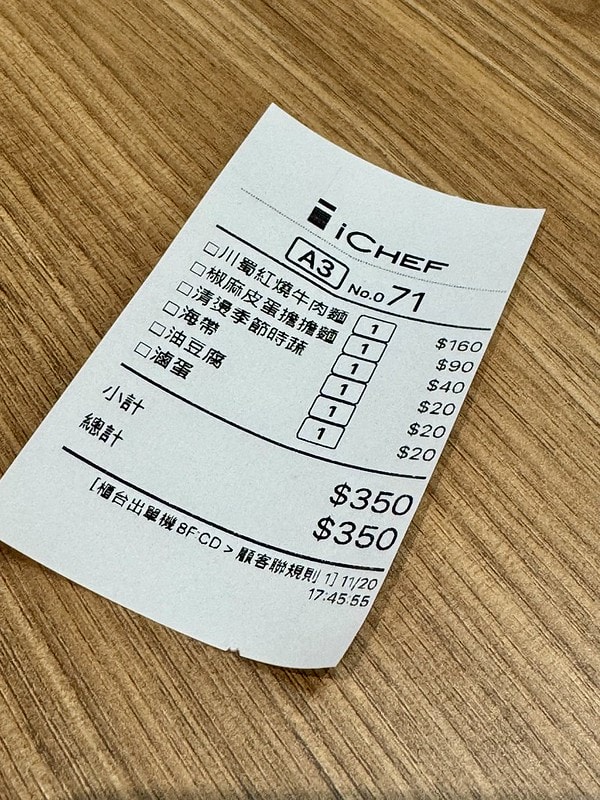 iCHEF
A3 No.071
□川蜀紅燒牛肉麵 1 $160
□椒麻皮蛋擔擔麵 1 $90
□清燙季節時蔬 1 $40
□海帶 1 $20
□油豆腐 1 $20
□滷蛋 1 $20
小計 $350
總計 $350
[櫃台出單機BF:CD > 顧客聯規則 1] 11/20
17:45:55